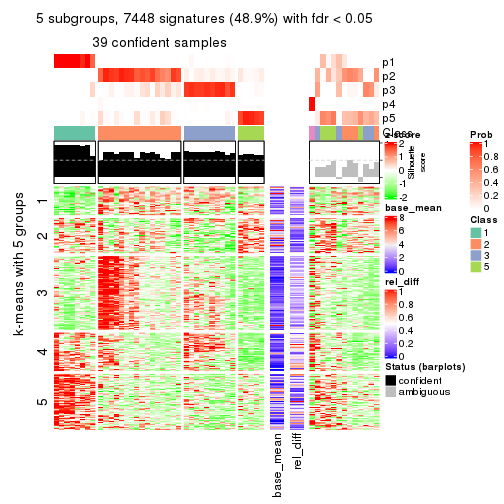 5 subgroups, 7448 signatures (48.9%) with fdr < 0.05
39 confident samples
p1
p2
p3
p4
p5
Class
k-means with 5 groups
1
2
3
4
5
Silhouette
score
base_mean
rel_diff
z-score
2
1
0
-1
-2
base_mean
8
6
4
2
0
rel_diff
1
0.8
0.6
0.4
0.2
0
Status (barplots)
confident
ambiguous
Prob
1
0.8
0.6
0.4
0.2
0
Class
1
2
3
5